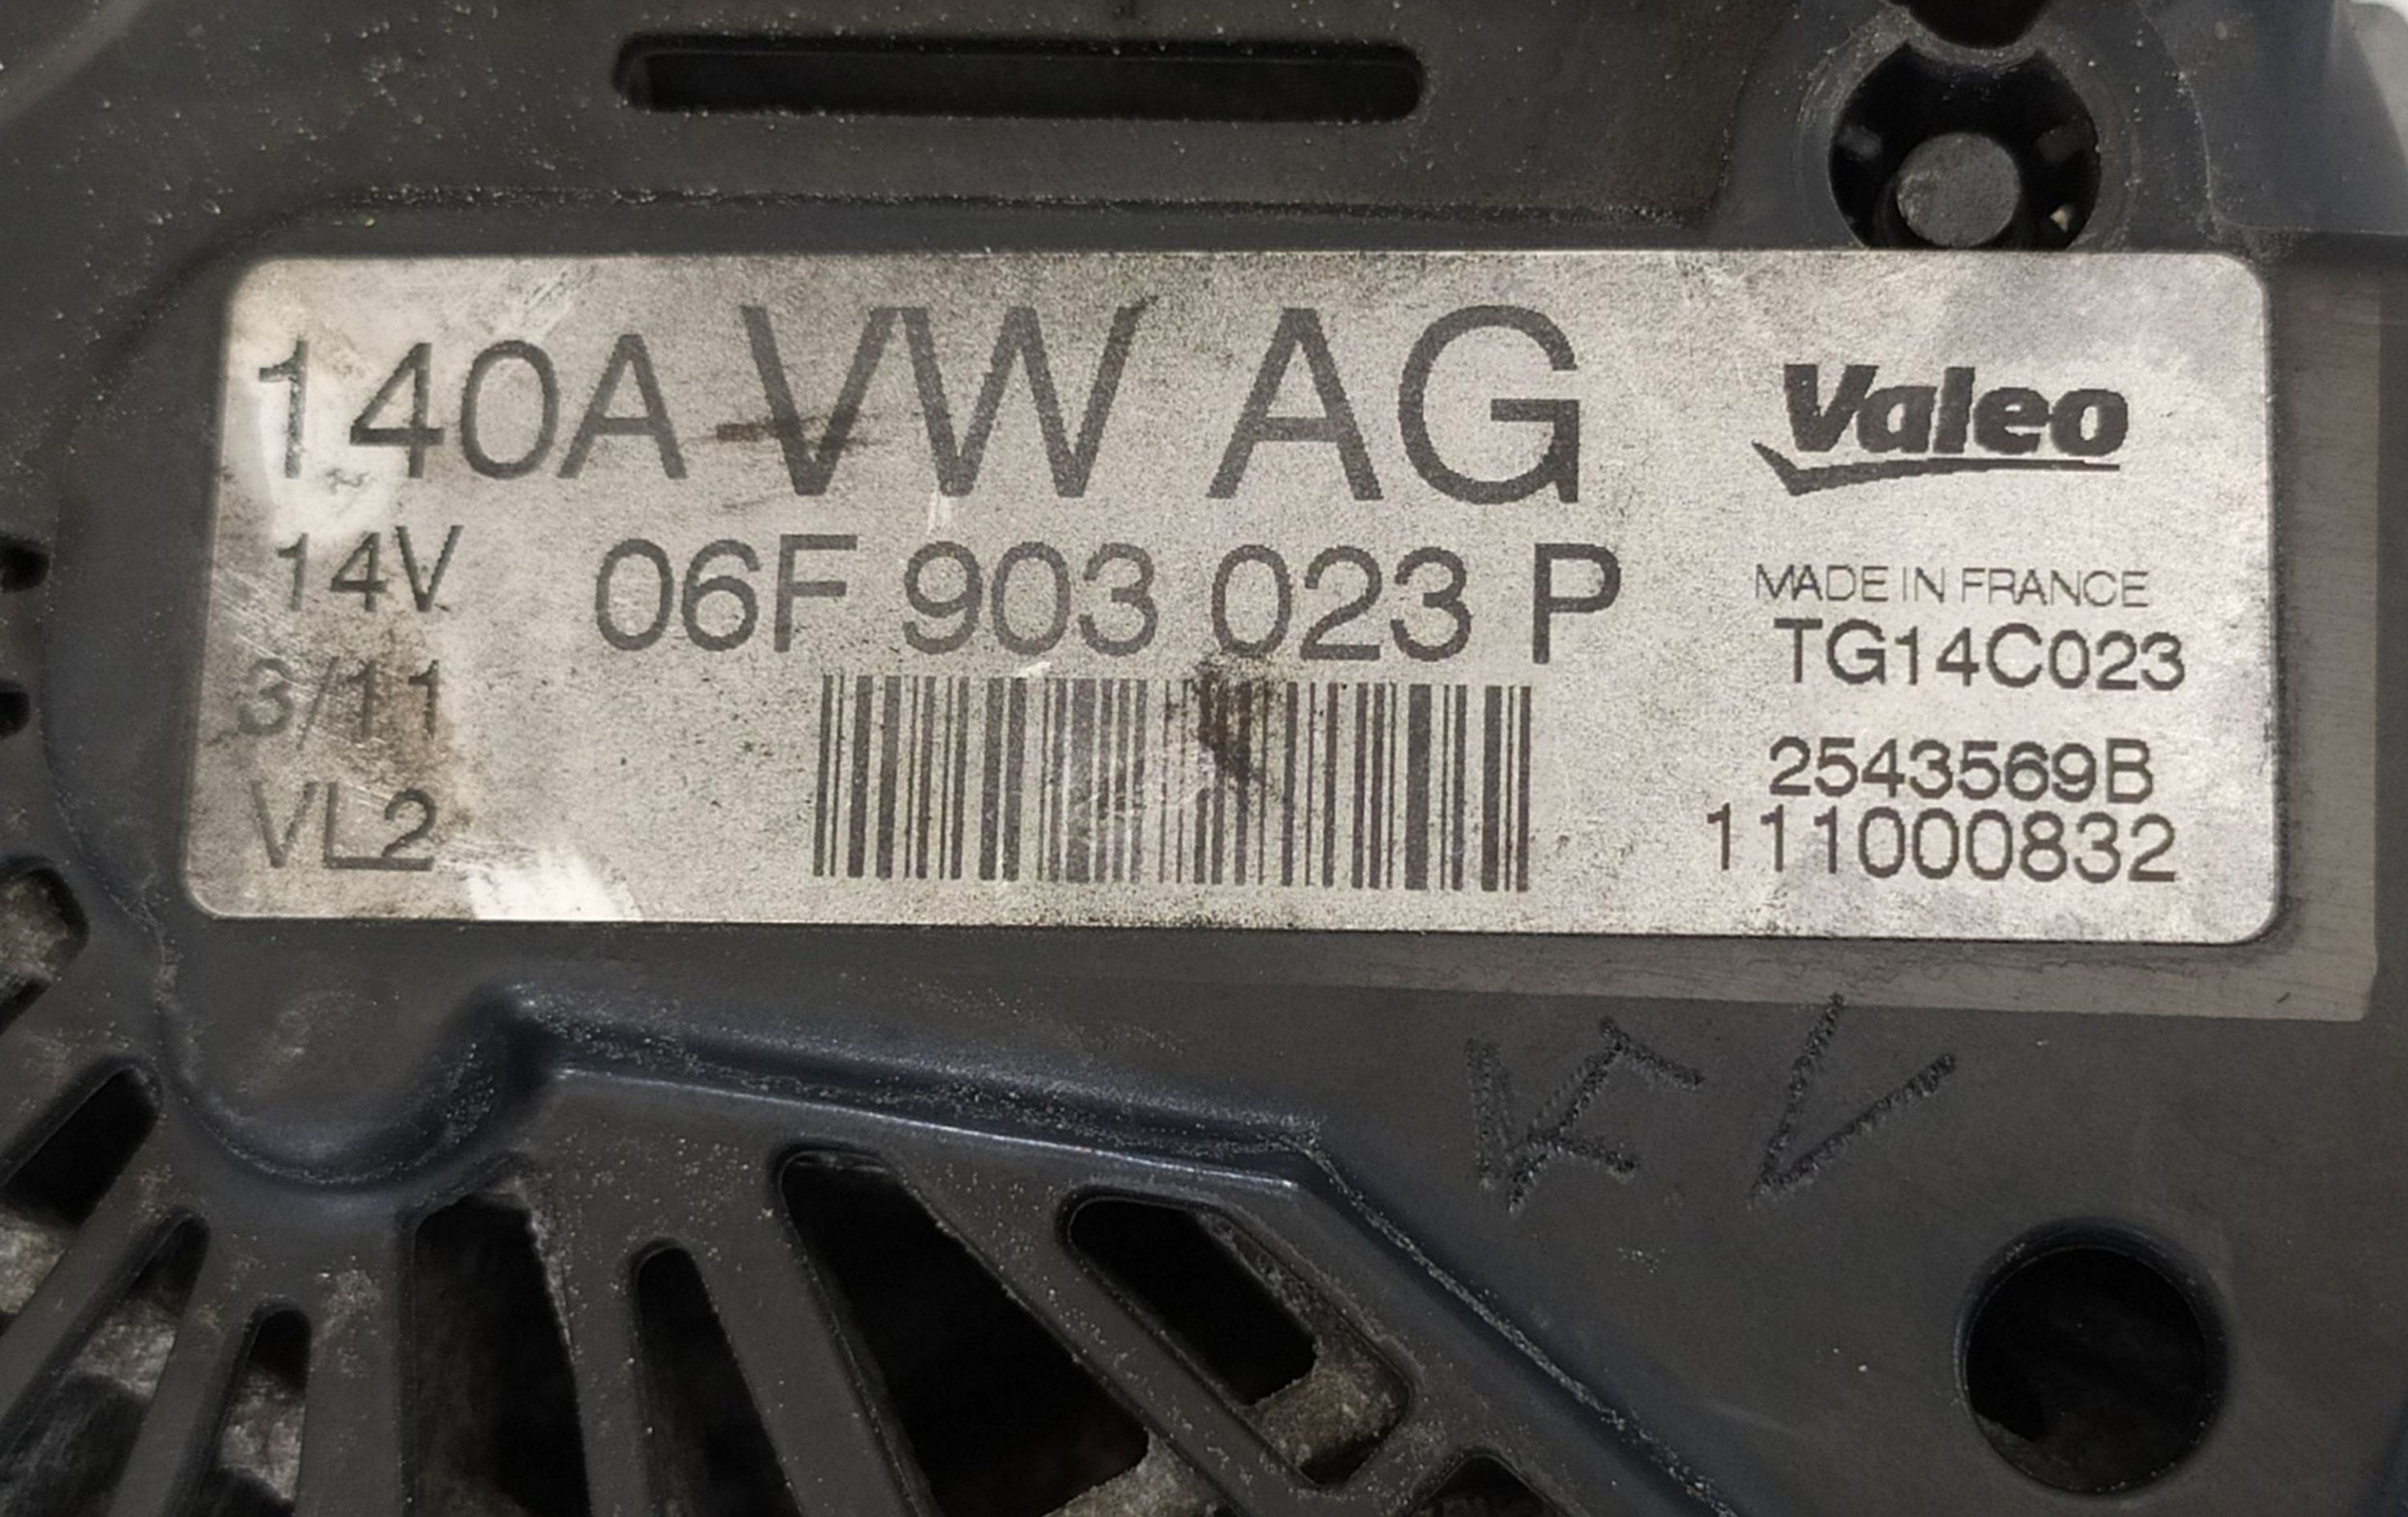 140A VW AG
Valeo
14V 06F 903 023 P
MADE IN FRANCE
TG14C023
3/11
2543569B
VL2
111000832